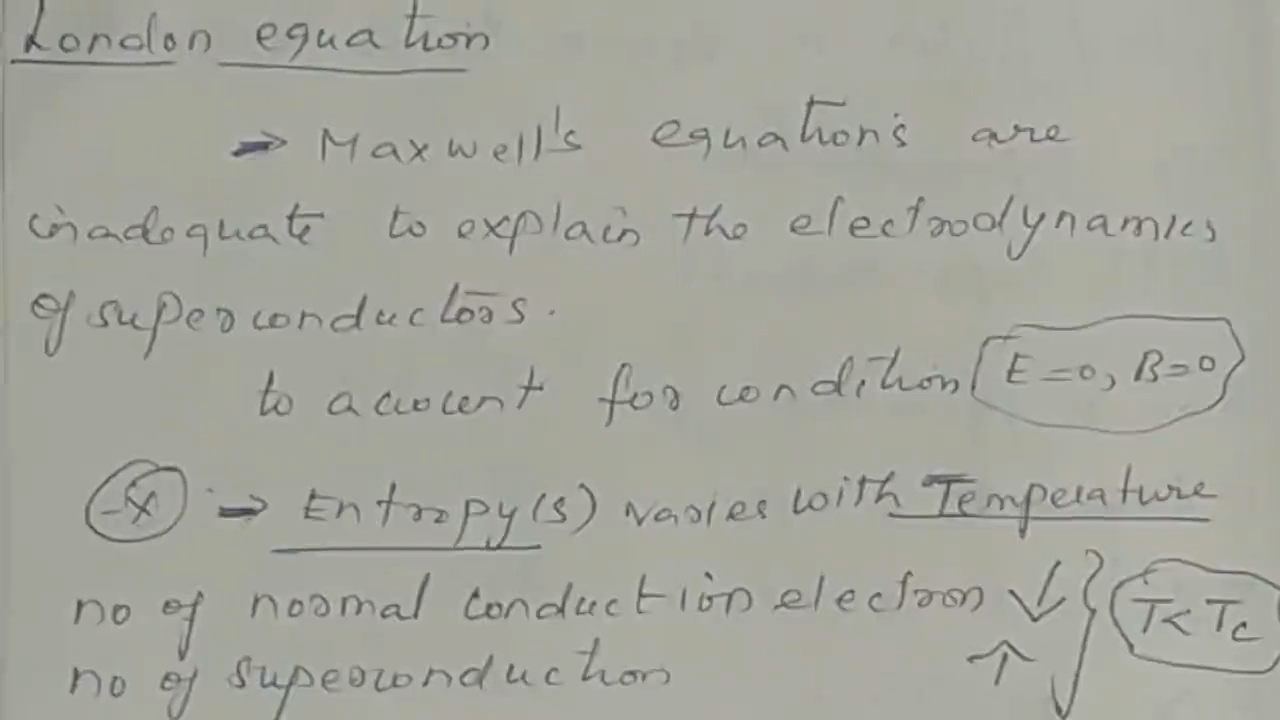 London equation
→ Maxwell's equation's are
inadequate to explain the electrodynamics
of superconductors.
to account for condition E=0, B=0
→ Entropy(s) varies with Temperature
no of normal conduction electron ↓ } T< Tc
no of superconduction ↑